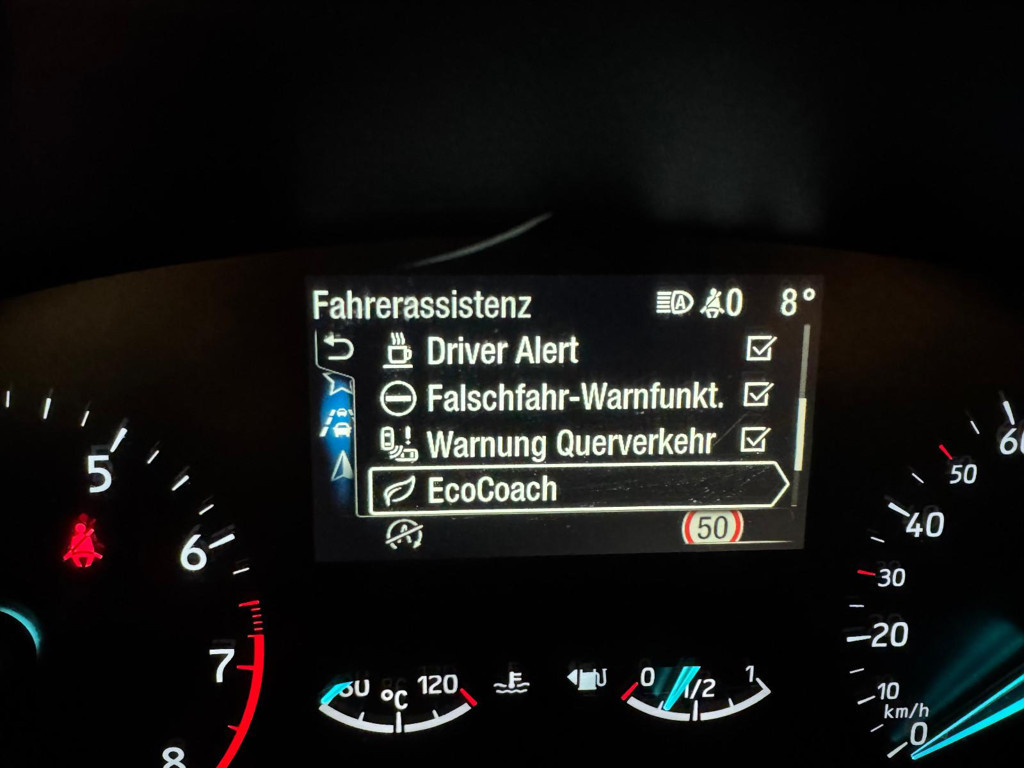 Fahrerassistenz A 0 8°
Driver Alert
Falschfahr-Warnfunkt.
Warnung Querverkehr
EcoCoach
A 50
5
6
7
8
60
50
40
30
20
10
km/h
0
60 °C 120
0 1/2 1